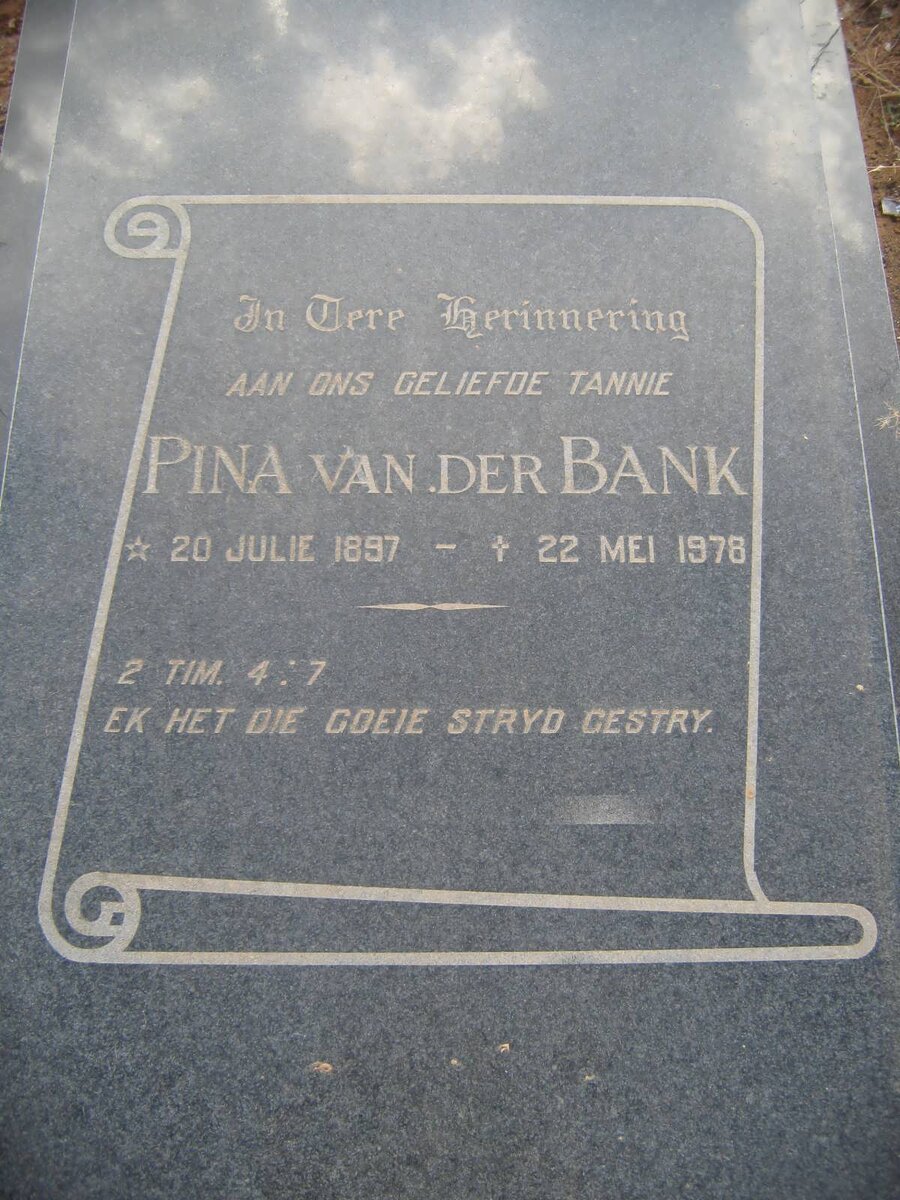 In Tere Herinnering
AAN ONS GELIEFDE TANNIE
PINA VAN DER BANK
☆ 20 JULIE 1897 - ✝ 22 MEI 1976
2 TIM. 4:7
EK HET DIE GOEIE STRYD GESTRY.